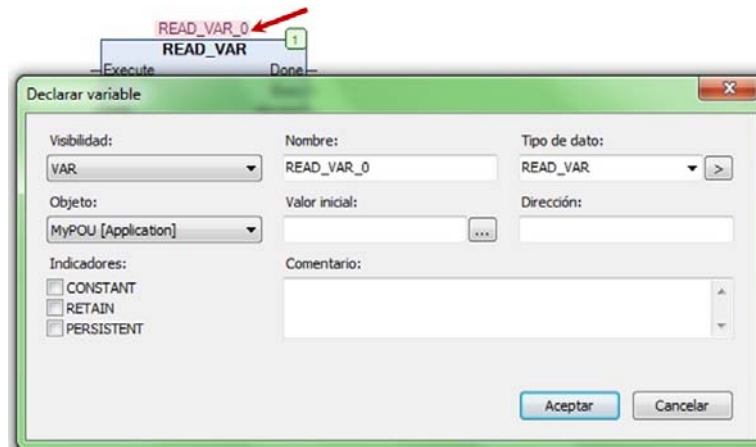 READ_VAR_0
1
READ_VAR
Execute Done
Declarar variable
Visibilidad: Nombre: Tipo de dato:
VAR READ_VAR_0 READ_VAR >
Objeto: Valor inicial: Dirección:
MyPOU [Application] ...
Indicadores: Comentario:
CONSTANT
RETAIN
PERSISTENT
Aceptar Cancelar